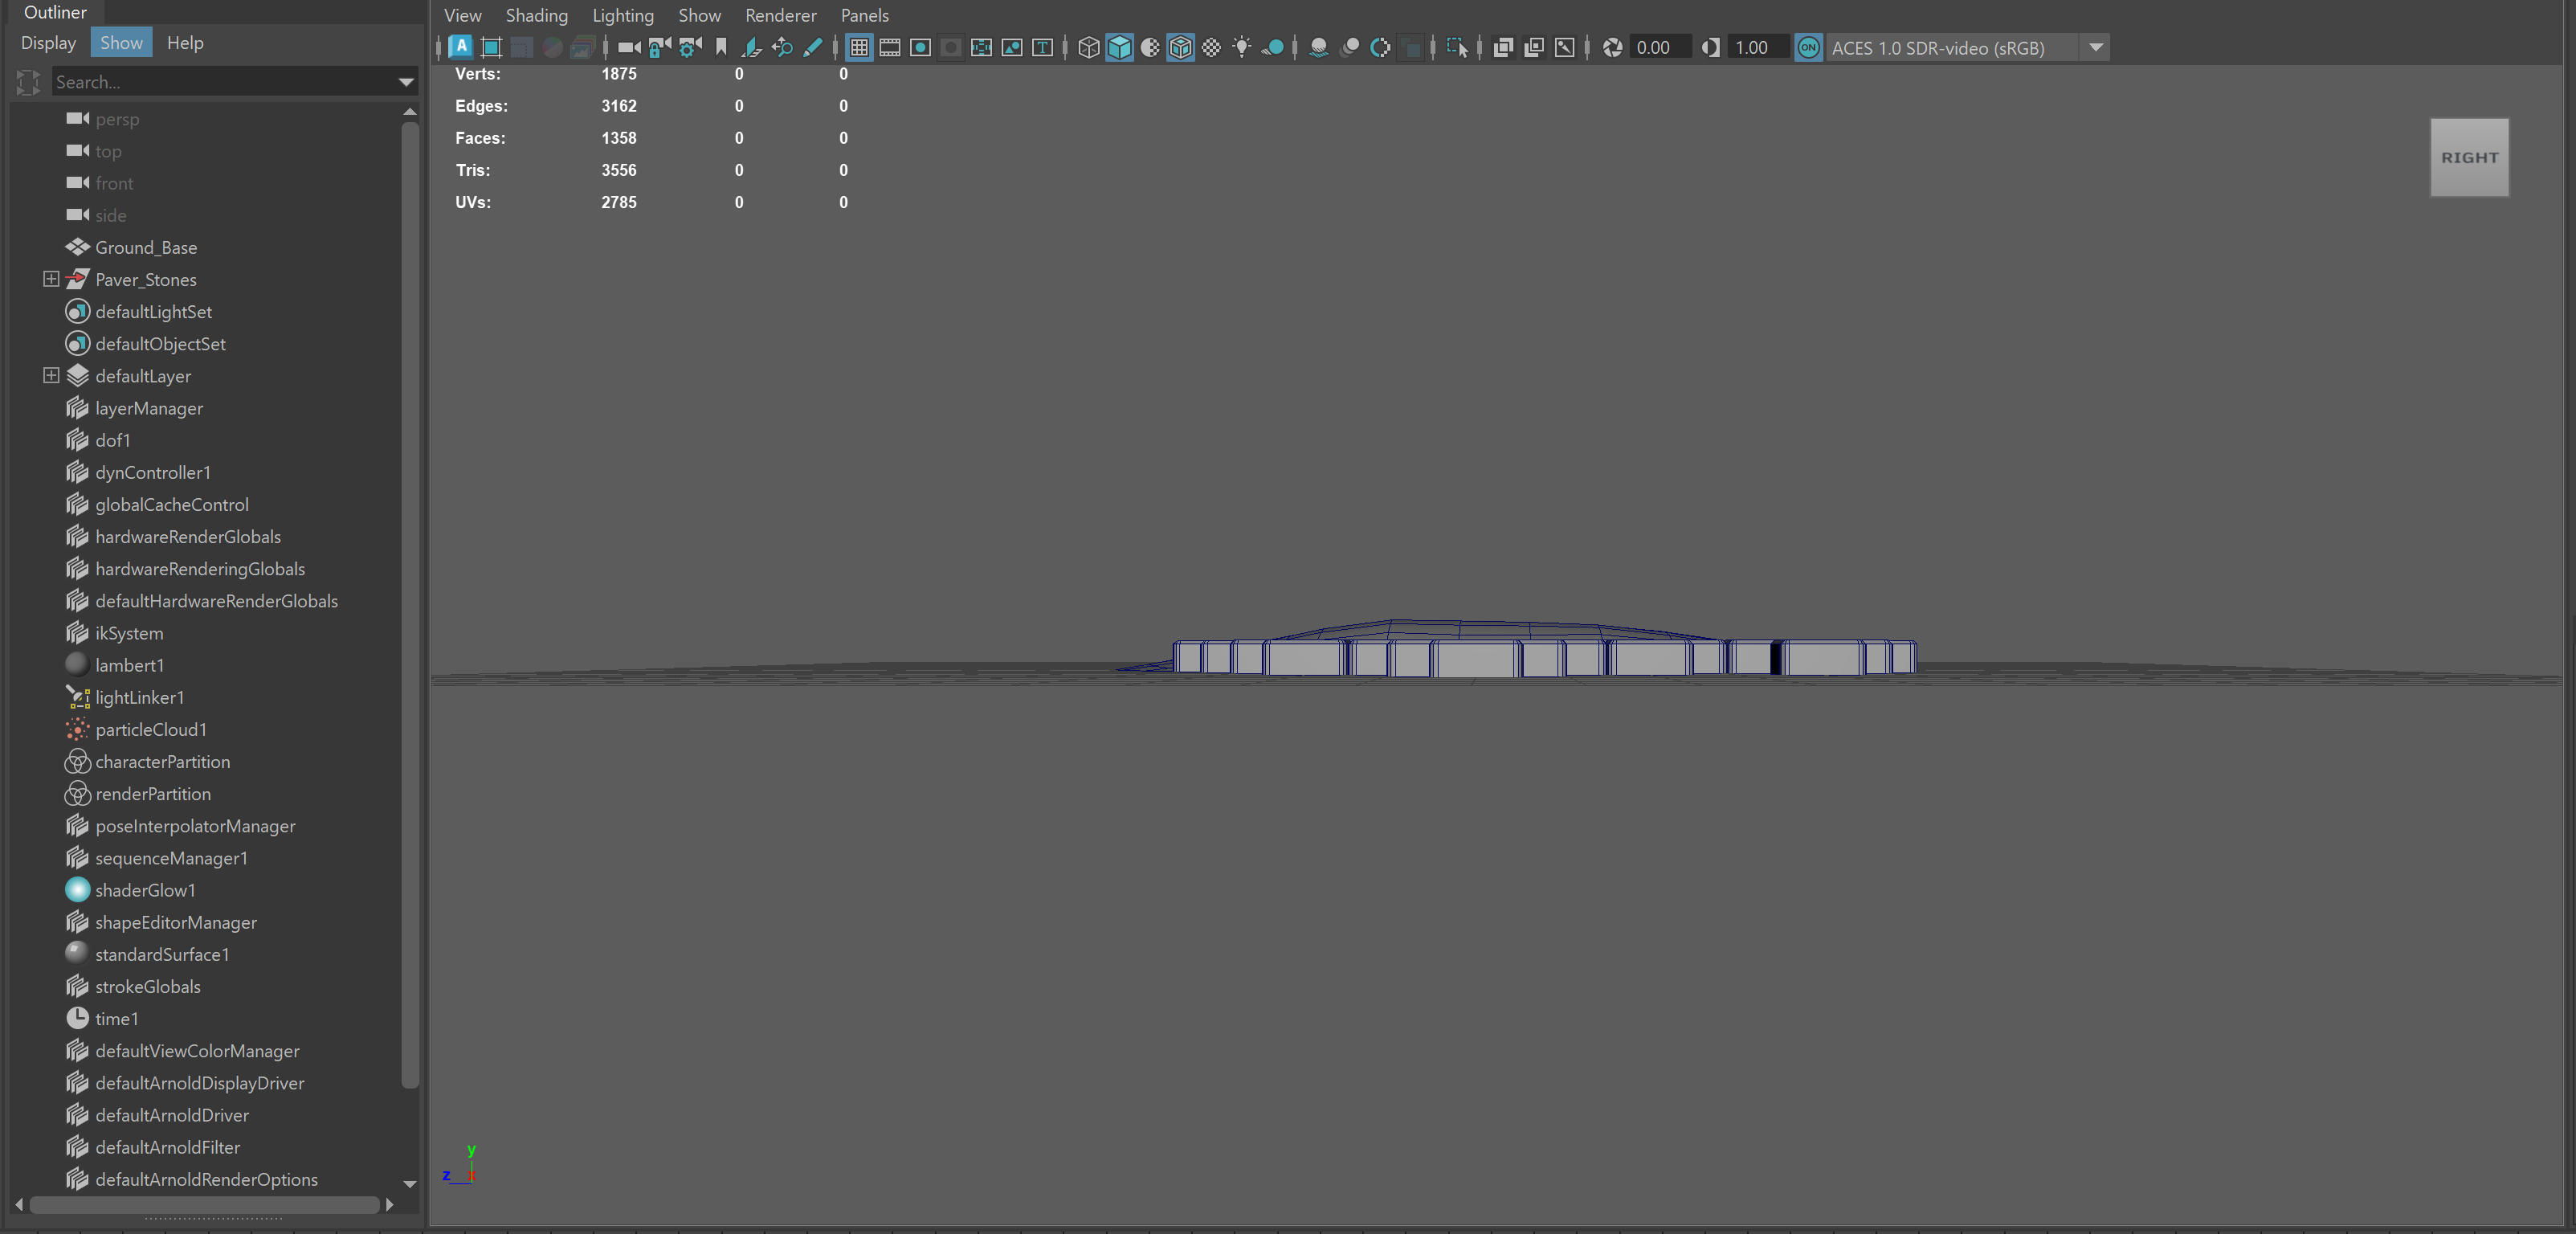 Outliner
Display Show Help
Search...
persp
top
front
side
Ground_Base
Paver_Stones
defaultLightSet
defaultObjectSet
defaultLayer
layerManager
dof1
dynController1
globalCacheControl
hardwareRenderGlobals
hardwareRenderingGlobals
defaultHardwareRenderGlobals
ikSystem
lambert1
lightLinker1
particleCloud1
characterPartition
renderPartition
poseInterpolatorManager
sequenceManager1
shaderGlow1
shapeEditorManager
standardSurface1
strokeGlobals
time1
defaultViewColorManager
defaultArnoldDisplayDriver
defaultArnoldDriver
defaultArnoldFilter
defaultArnoldRenderOptions
View Shading Lighting Show Renderer Panels
A T 0.00 1.00 ON ACES 1.0 SDR-video (sRGB)
Verts: 1875 0 0
Edges: 3162 0 0
Faces: 1358 0 0
Tris: 3556 0 0
UVs: 2785 0 0
RIGHT
y
z x